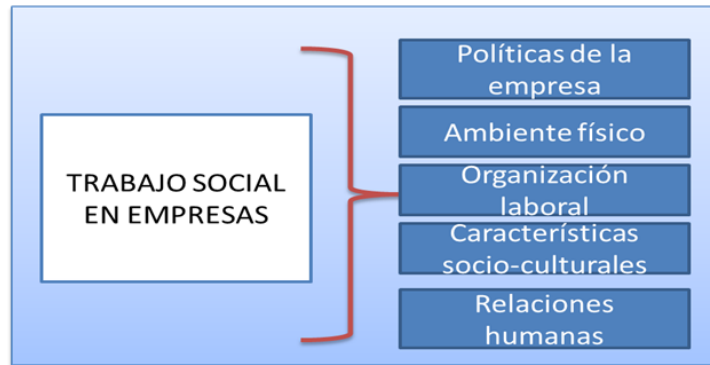 TRABAJO SOCIAL
EN EMPRESAS
Políticas de la
empresa
Ambiente físico
Organización
laboral
Características
socio-culturales
Relaciones
humanas